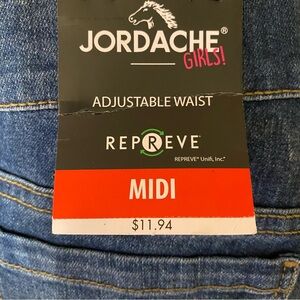 JORDACHE®
GIRLS!
ADJUSTABLE WAIST
REPREVE®
REPREVE® Unifi, Inc.
MIDI
$11.94